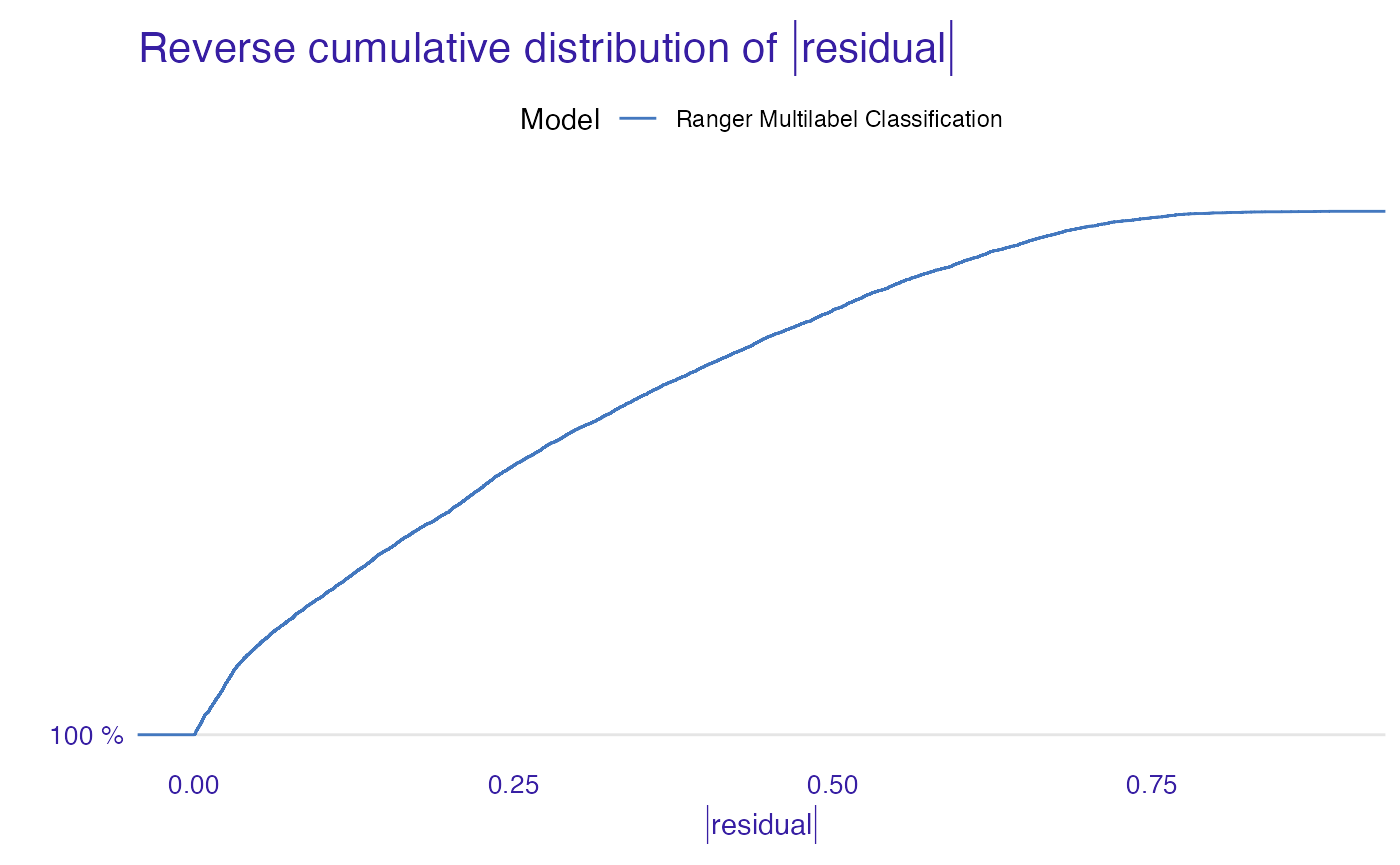 Reverse cumulative distribution of |residual|
Model Ranger Multilabel Classification
100 %
0.00 0.25 0.50 0.75
|residual|